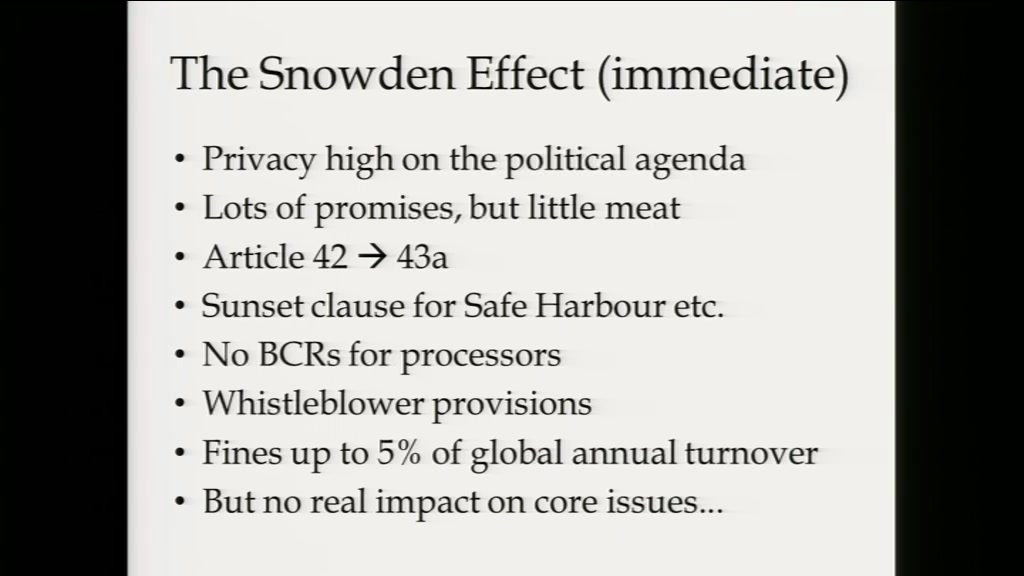 The Snowden Effect (immediate)
• Privacy high on the political agenda
• Lots of promises, but little meat
• Article 42 → 43a
• Sunset clause for Safe Harbour etc.
• No BCRs for processors
• Whistleblower provisions
• Fines up to 5% of global annual turnover
• But no real impact on core issues...